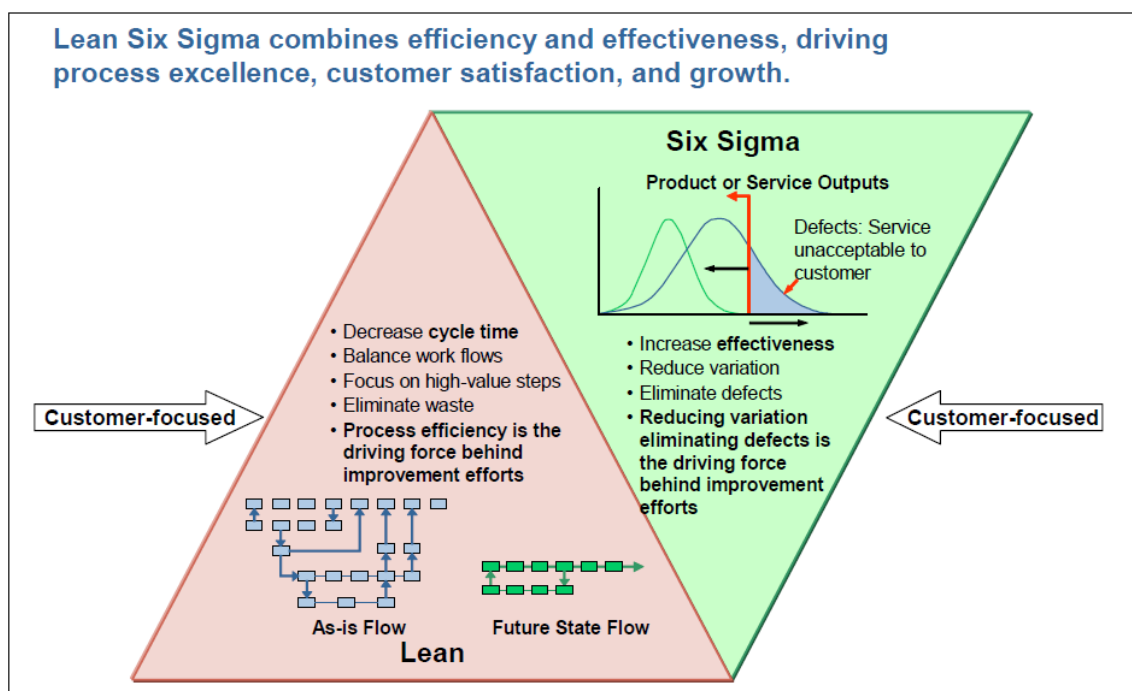 Lean Six Sigma combines efficiency and effectiveness, driving
process excellence, customer satisfaction, and growth.
Six Sigma
Product or Service Outputs
Defects: Service
unacceptable to
customer
• Decrease cycle time
• Balance work flows
• Focus on high-value steps
• Eliminate waste
• Process efficiency is the
driving force behind
improvement efforts
• Increase effectiveness
• Reduce variation
• Eliminate defects
• Reducing variation
eliminating defects is
the driving force
behind improvement
efforts
Customer-focused
Customer-focused
As-is Flow
Future State Flow
Lean